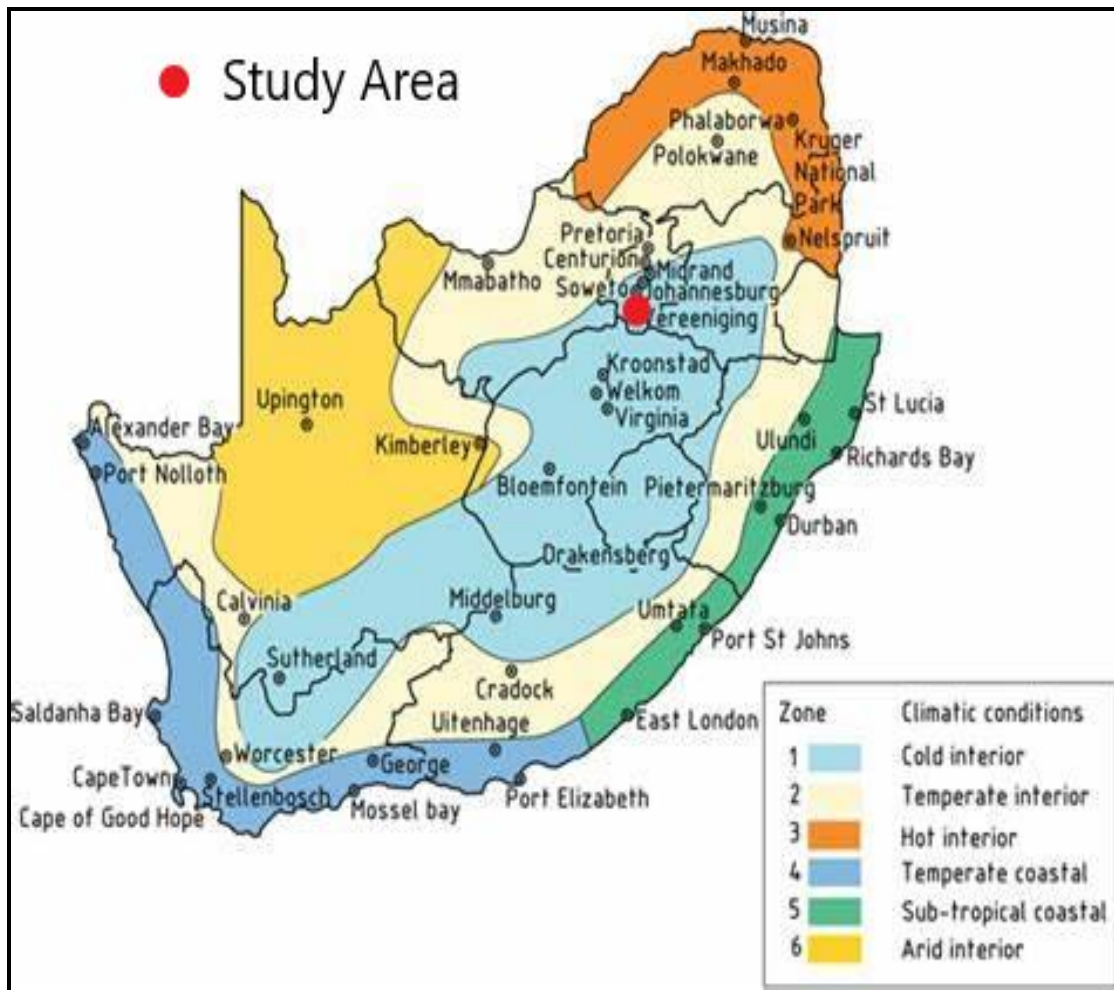 Study Area
Musina
Makhado
Phalaborwa
Kruger
National
Park
Polokwane
Nelspruit
Pretoria
Centurion
Midrand
Mmabatho
Soweto
Johannesburg
Vereeniging
Kroonstad
Welkom
Virginia
Upington
Kimberley
Alexander Bay
Port Nolloth
St Lucia
Ulundi
Richards Bay
Bloemfontein
Pietermaritzburg
Durban
Drakensberg
Calvinia
Middelburg
Umtata
Port St Johns
Sutherland
Cradock
Saldanha Bay
Uitenhage
East London
Worcester
George
Cape Town
Stellenbosch
Mossel bay
Port Elizabeth
Cape of Good Hope
Zone Climatic conditions
1 Cold interior
2 Temperate interior
3 Hot interior
4 Temperate coastal
5 Sub-tropical coastal
6 Arid interior